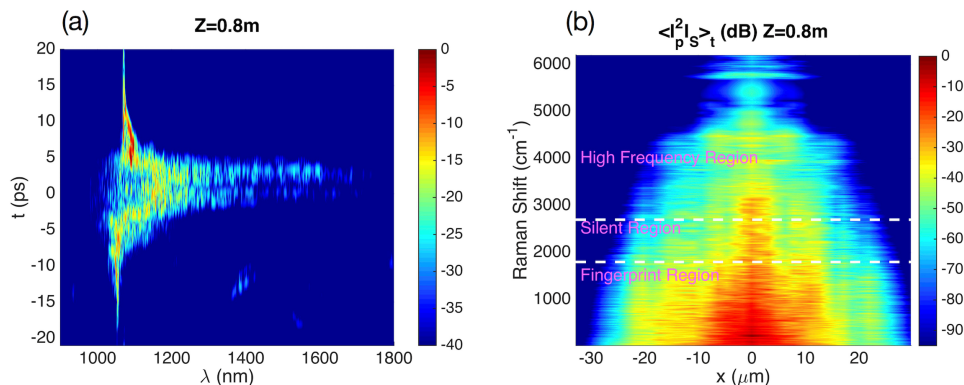 (a)
Z=0.8m
20
15
10
5
0
-5
-10
-15
-20
t (ps)
1000 1200 1400 1600 1800
λ (nm)
0
-5
-10
-15
-20
-25
-30
-35
-40
(b)
<I_p^2 I_S>_t (dB) Z=0.8m
6000
5000
4000
3000
2000
1000
Raman Shift (cm⁻¹)
High Frequency Region
Silent Region
Fingerprint Region
-30 -20 -10 0 10 20
x (μm)
0
-10
-20
-30
-40
-50
-60
-70
-80
-90